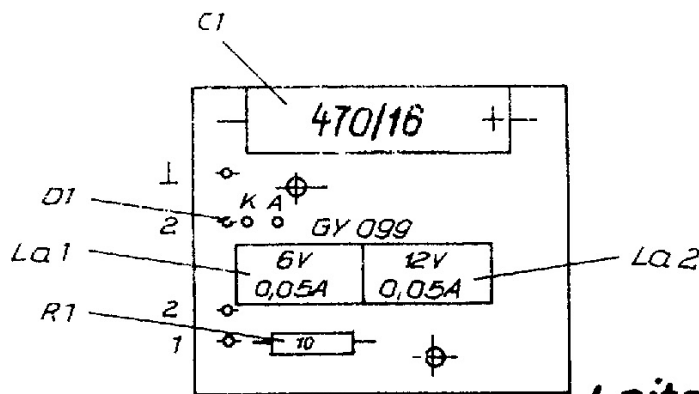 C1
470/16 +
⊥
D1 K A
2 GY 099
La 1 6V 12V La 2
0,05A 0,05A
R1 2
1 10